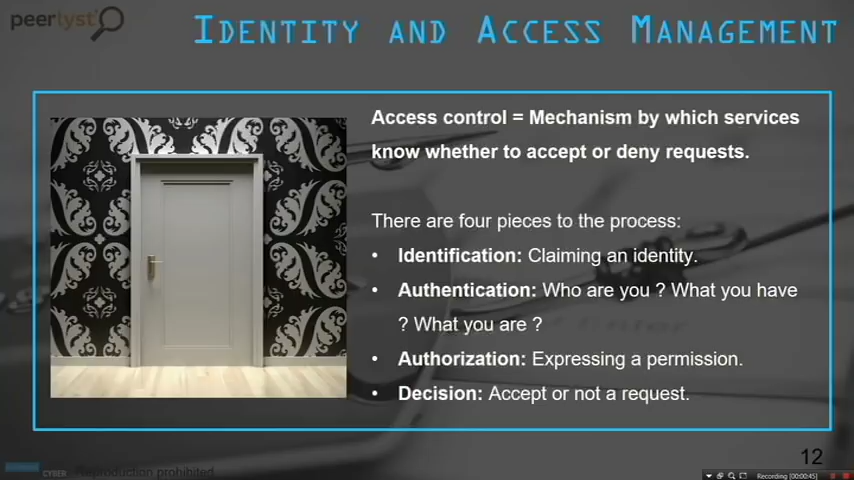 peerlyst
IDENTITY AND ACCESS MANAGEMENT
Access control = Mechanism by which services
know whether to accept or deny requests.
There are four pieces to the process:
• Identification: Claiming an identity.
• Authentication: Who are you ? What you have
? What you are ?
• Authorization: Expressing a permission.
• Decision: Accept or not a request.
12
CYBER Reproduction prohibited
Recording [00:00:45]